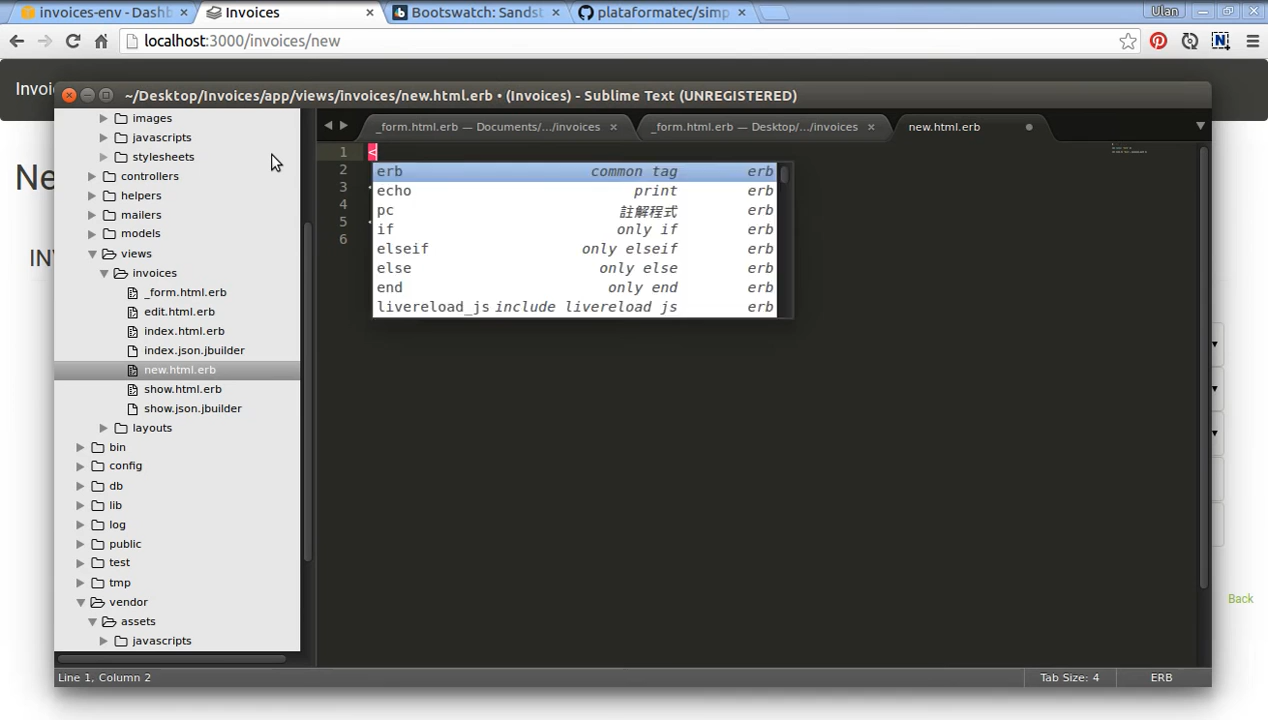 invoices-env - Dashb
Invoices
Bootswatch: Sandst
plataformatec/simp
Ulan
localhost:3000/invoices/new
~/Desktop/Invoices/app/views/invoices/new.html.erb • (Invoices) - Sublime Text (UNREGISTERED)
images
javascripts
stylesheets
controllers
helpers
mailers
models
views
invoices
_form.html.erb
edit.html.erb
index.html.erb
index.json.jbuilder
new.html.erb
show.html.erb
show.json.jbuilder
layouts
bin
config
db
lib
log
public
test
tmp
vendor
assets
javascripts
_form.html.erb — Documents/.../invoices
_form.html.erb — Desktop/.../invoices
new.html.erb
1 <
2
3
4
5
6
erb common tag erb
echo print erb
pc 註解程式 erb
if only if erb
elseif only elseif erb
else only else erb
end only end erb
livereload_js include livereload js erb
Back
Line 1, Column 2
Tab Size: 4
ERB